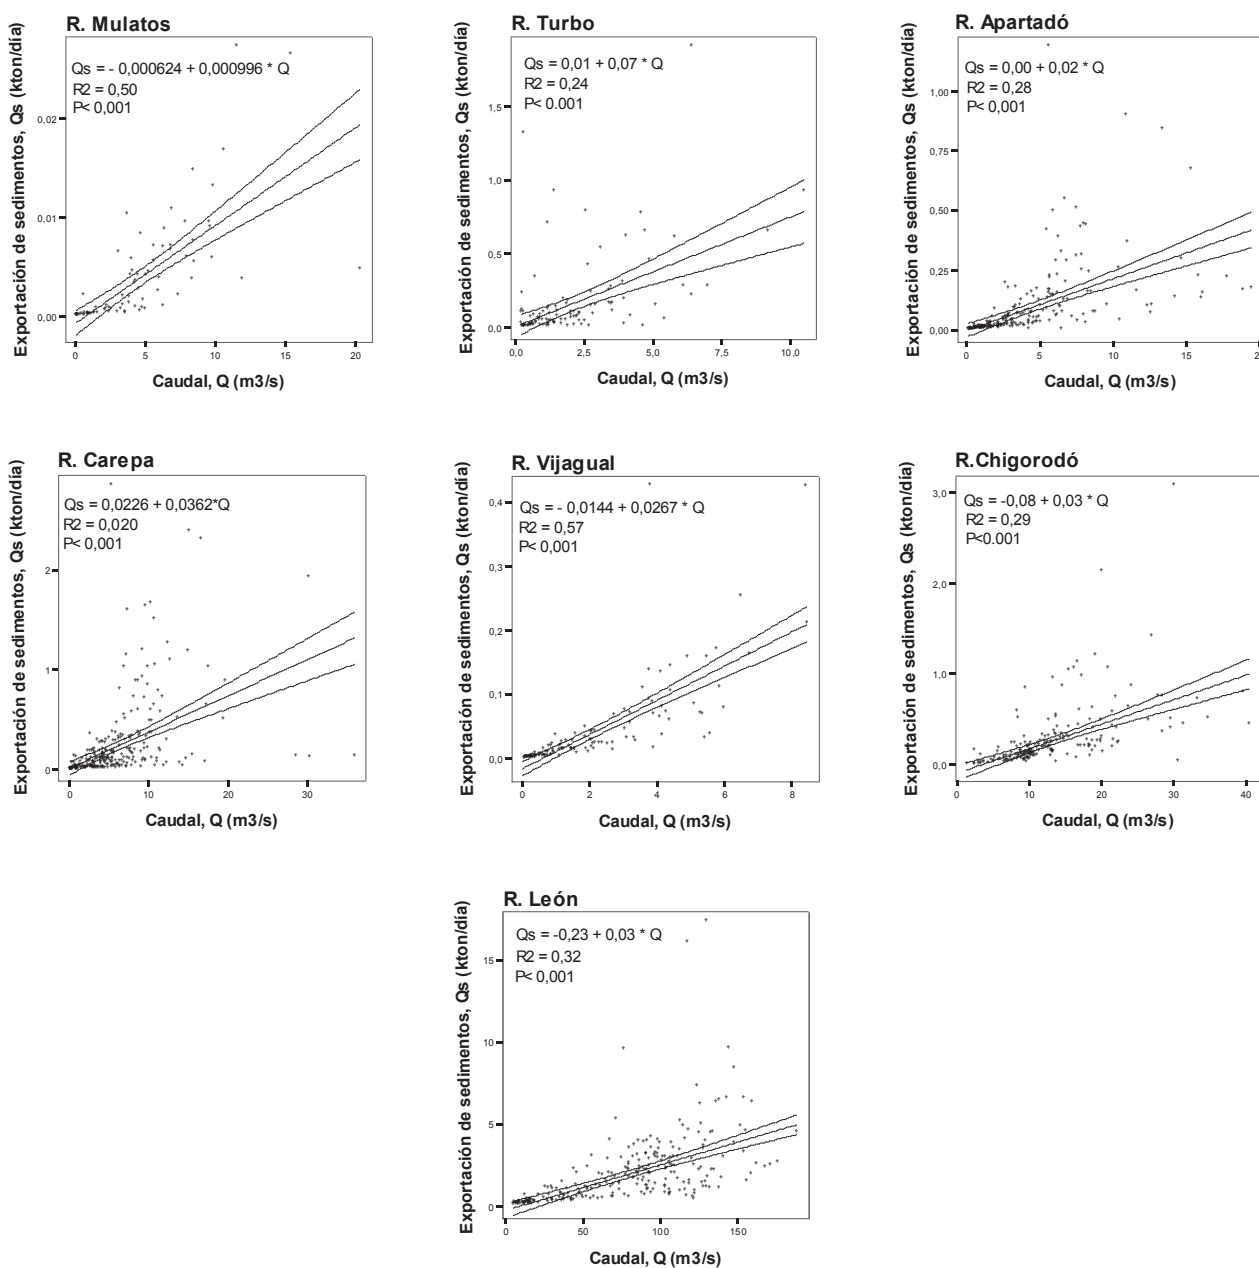 R. Mulatos
Exportación de sedimentos, Qs (kton/día)
Qs = - 0,000624 + 0,000996 * Q
R2 = 0,50
P< 0,001
0,02
0,01
0,00
0 5 10 15 20
Caudal, Q (m3/s)
R. Turbo
Exportación de sedimentos, Qs (kton/día)
Qs = 0,01 + 0,07 * Q
R2 = 0,24
P< 0.001
1,5
1,0
0,5
0,0
0,0 2,5 5,0 7,5 10,0
Caudal, Q (m3/s)
R. Apartadó
Exportación de sedimentos, Qs (kton/día)
Qs = 0,00 + 0,02 * Q
R2 = 0,28
P< 0,001
1,00
0,75
0,50
0,25
0,00
0 5 10 15
Caudal, Q (m3/s)
R. Carepa
Exportación de sedimentos, Qs (kton/día)
Qs = 0,0226 + 0,0362*Q
R2 = 0,020
P< 0,001
2
1
0
0 10 20 30
Caudal, Q (m3/s)
R. Vijagual
Exportación de sedimentos, Qs (kton/día)
Qs = - 0,0144 + 0,0267 * Q
R2 = 0,57
P< 0,001
0,4
0,3
0,2
0,1
0,0
0 2 4 6 8
Caudal, Q (m3/s)
R.Chigorodó
Exportación de sedimentos, Qs (kton/día)
Qs = -0,08 + 0,03 * Q
R2 = 0,29
P<0.001
3,0
2,0
1,0
0,0
0 10 20 30 40
Caudal, Q (m3/s)
R. León
Exportación de sedimentos, Qs (kton/día)
Qs = -0,23 + 0,03 * Q
R2 = 0,32
P< 0,001
15
10
5
0
0 50 100 150
Caudal, Q (m3/s)